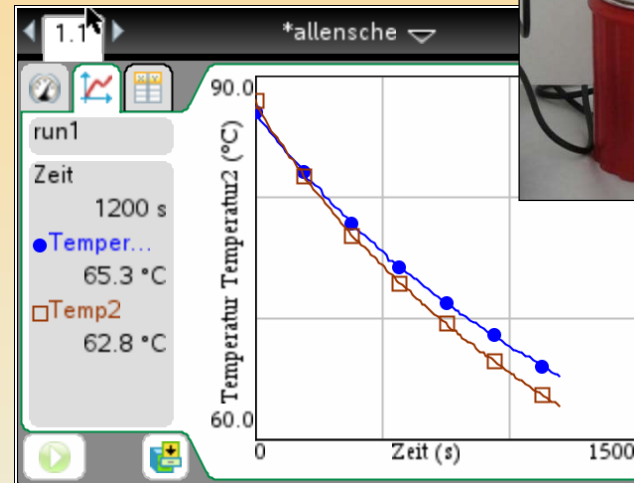 1.1
*allensche
90.0
run1
Zeit
1200 s
Temper...
65.3 °C
Temp2
62.8 °C
Temperatur Temperatur2 (°C)
60.0
0 Zeit (s) 1500